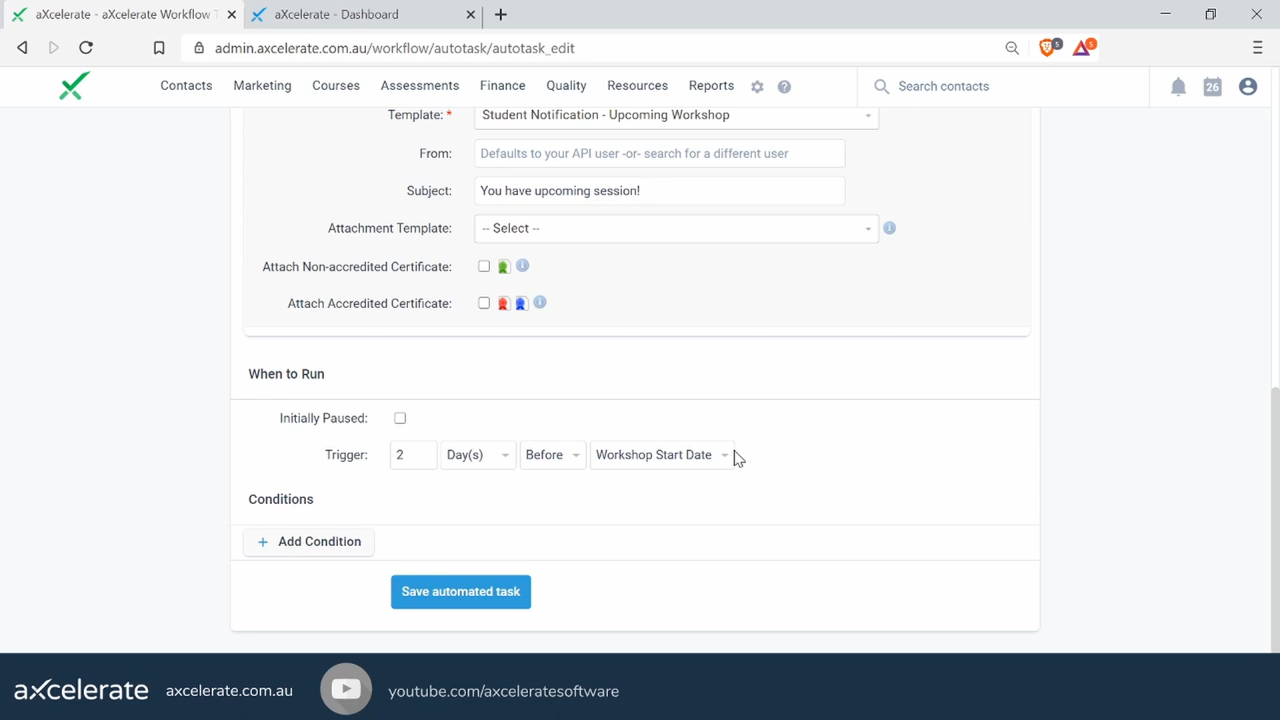 aXcelerate - aXcelerate Workflow T
aXcelerate - Dashboard
admin.axcelerate.com.au/workflow/autotask/autotask_edit
5
5
Contacts Marketing Courses Assessments Finance Quality Resources Reports
Search contacts
26
Template: * Student Notification - Upcoming Workshop
From: Defaults to your API user -or- search for a different user
Subject: You have upcoming session!
Attachment Template: -- Select --
Attach Non-accredited Certificate:
Attach Accredited Certificate:
When to Run
Initially Paused:
Trigger: 2 Day(s) Before Workshop Start Date
Conditions
+ Add Condition
Save automated task
axcelerate axcelerate.com.au youtube.com/axceleratesoftware